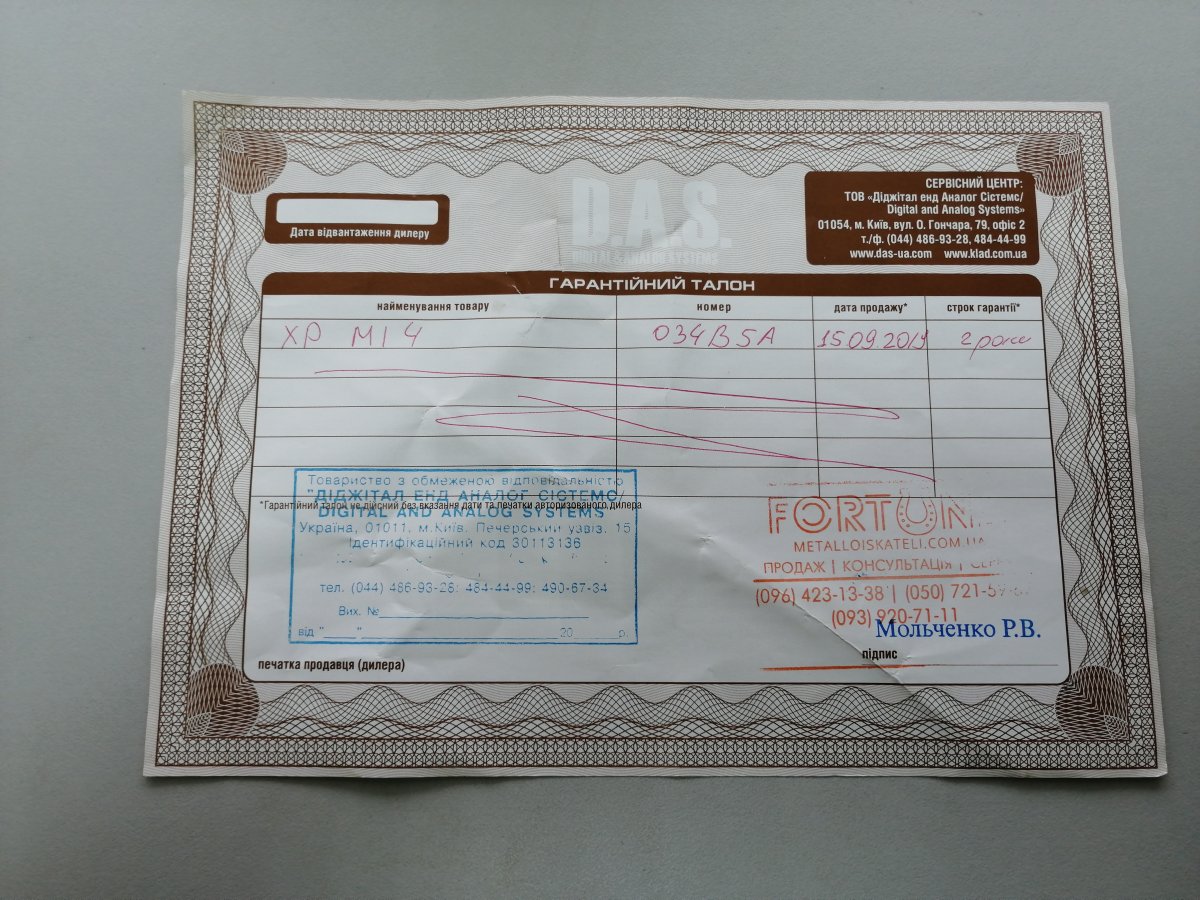 D.A.S.
DIGITAL & ANALOG SYSTEMS
Дата відвантаження дилеру
СЕРВІСНИЙ ЦЕНТР:
ТОВ «Діджітал енд Аналог Сістемс/
Digital and Analog Systems»
01054, м. Київ, вул. О. Гончара, 79, офіс 2
т./ф. (044) 486-93-28, 484-44-99
www.das-ua.com www.klad.com.ua
ГАРАНТІЙНИЙ ТАЛОН
найменування товару номер дата продажу* строк гарантії*
XP MI 4 034B5A 15.09.2019 2 роки
*Гарантійний талон не дійсний без вказання дати та печатки авторизованого дилера
Товариство з обмеженою відповідальністю
"ДІДЖІТАЛ ЕНД АНАЛОГ СІСТЕМС/
DIGITAL AND ANALOG SYSTEMS
Україна, 01011, м.Київ, Печерський узвіз, 15
Ідентифікаційний код 30113136
тел. (044) 486-93-28; 484-44-99; 490-67-34
Вих. №
від "___" 20 р.
FORTUN
METALLOISKATELI.COM.UA
ПРОДАЖ | КОНСУЛЬТАЦІЯ |
(096) 423-13-38 | (050) 721-5
(093) 920-71-11
Мольченко Р.В.
підпис
печатка продавця (дилера)